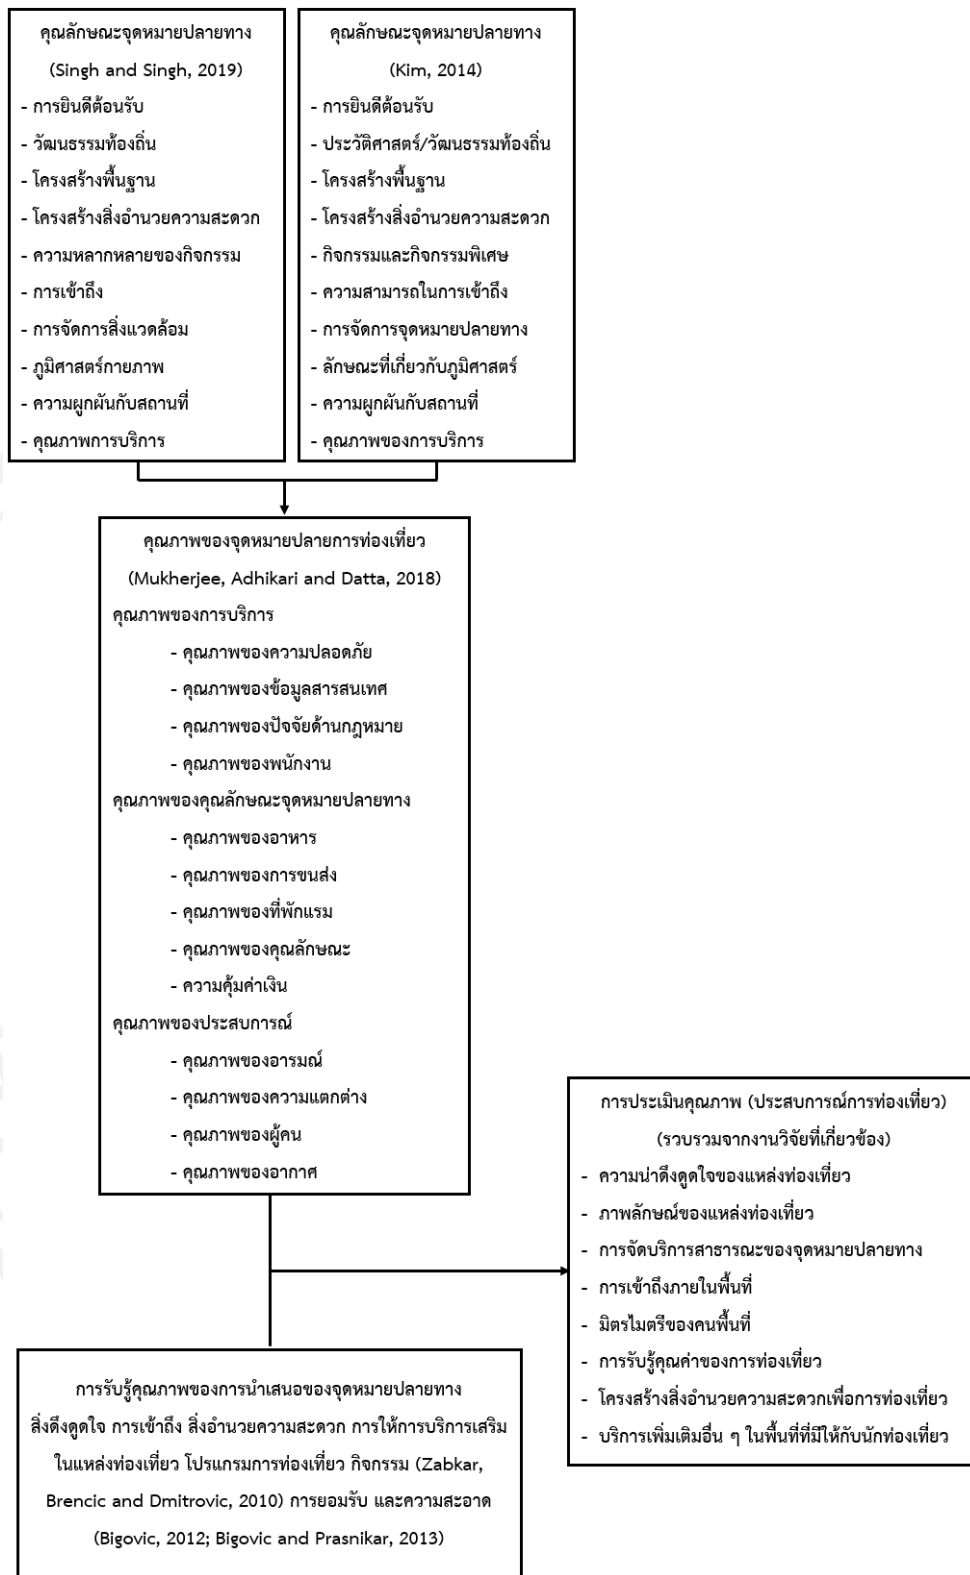 คุณลักษณะจุดหมายปลายทาง
(Singh and Singh, 2019)
- การยินดีต้อนรับ
- วัฒนธรรมท้องถิ่น
- โครงสร้างพื้นฐาน
- โครงสร้างสิ่งอำนวยความสะดวก
- ความหลากหลายของกิจกรรม
- การเข้าถึง
- การจัดการสิ่งแวดล้อม
- ภูมิศาสตร์กายภาพ
- ความผูกผันกับสถานที่
- คุณภาพการบริการ
คุณลักษณะจุดหมายปลายทาง
(Kim, 2014)
- การยินดีต้อนรับ
- ประวัติศาสตร์/วัฒนธรรมท้องถิ่น
- โครงสร้างพื้นฐาน
- โครงสร้างสิ่งอำนวยความสะดวก
- กิจกรรมและกิจกรรมพิเศษ
- ความสามารถในการเข้าถึง
- การจัดการจุดหมายปลายทาง
- ลักษณะที่เกี่ยวกับภูมิศาสตร์
- ความผูกผันกับสถานที่
- คุณภาพของการบริการ
คุณภาพของจุดหมายปลายการท่องเที่ยว
(Mukherjee, Adhikari and Datta, 2018)
คุณภาพของการบริการ
- คุณภาพของความปลอดภัย
- คุณภาพของข้อมูลสารสนเทศ
- คุณภาพของปัจจัยด้านกฎหมาย
- คุณภาพของพนักงาน
คุณภาพของคุณลักษณะจุดหมายปลายทาง
- คุณภาพของอาหาร
- คุณภาพของการขนส่ง
- คุณภาพของที่พักแรม
- คุณภาพของคุณลักษณะ
- ความคุ้มค่าเงิน
คุณภาพของประสบการณ์
- คุณภาพของอารมณ์
- คุณภาพของความแตกต่าง
- คุณภาพของผู้คน
- คุณภาพของอากาศ
การประเมินคุณภาพ (ประสบการณ์การท่องเที่ยว)
(รวบรวมจากงานวิจัยที่เกี่ยวข้อง)
- ความน่าดึงดูดใจของแหล่งท่องเที่ยว
- ภาพลักษณ์ของแหล่งท่องเที่ยว
- การจัดบริการสาธารณะของจุดหมายปลายทาง
- การเข้าถึงภายในพื้นที่
- มิตรไมตรีของคนพื้นที่
- การรับรู้คุณค่าของการท่องเที่ยว
- โครงสร้างสิ่งอำนวยความสะดวกเพื่อการท่องเที่ยว
- บริการเพิ่มเติมอื่น ๆ ในพื้นที่ที่มีให้กับนักท่องเที่ยว
การรับรู้คุณภาพของการนำเสนอของจุดหมายปลายทาง
สิ่งดึงดูดใจ การเข้าถึง สิ่งอำนวยความสะดวก การให้การบริการเสริม
ในแหล่งท่องเที่ยว โปรแกรมการท่องเที่ยว กิจกรรม (Zabkar,
Brencic and Dmitrovic, 2010) การยอมรับ และความสะอาด
(Bigovic, 2012; Bigovic and Prasnikar, 2013)